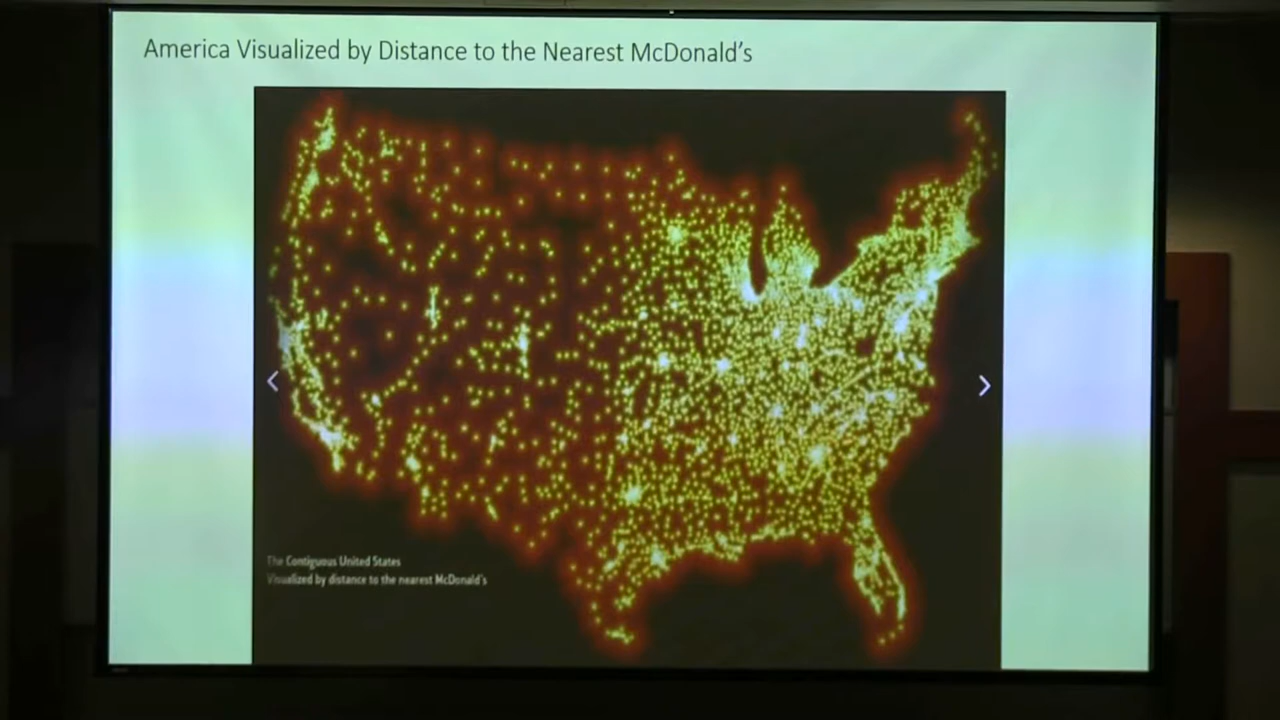 America Visualized by Distance to the Nearest McDonald's
The Contiguous United States
Visualized by distance to the nearest McDonald's